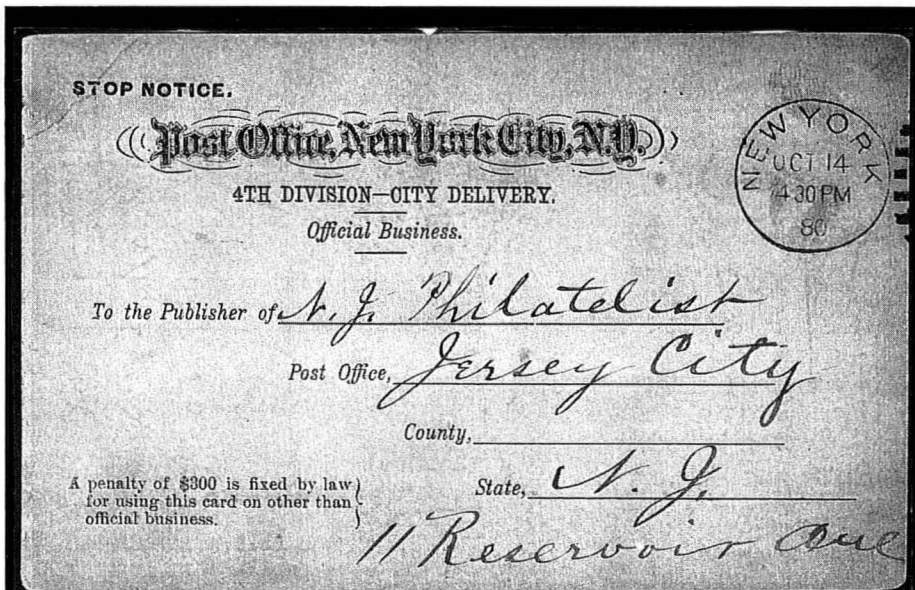 STOP NOTICE.
Post Office, New York City, N.Y.
4TH DIVISION—CITY DELIVERY.
Official Business.
NEW YORK
OCT 14
4 30 PM
80
To the Publisher of N. J. Philatelist
Post Office, Jersey City
County,
State, N. J.
11 Reservoir Ave
A penalty of $300 is fixed by law
for using this card on other than
official business.